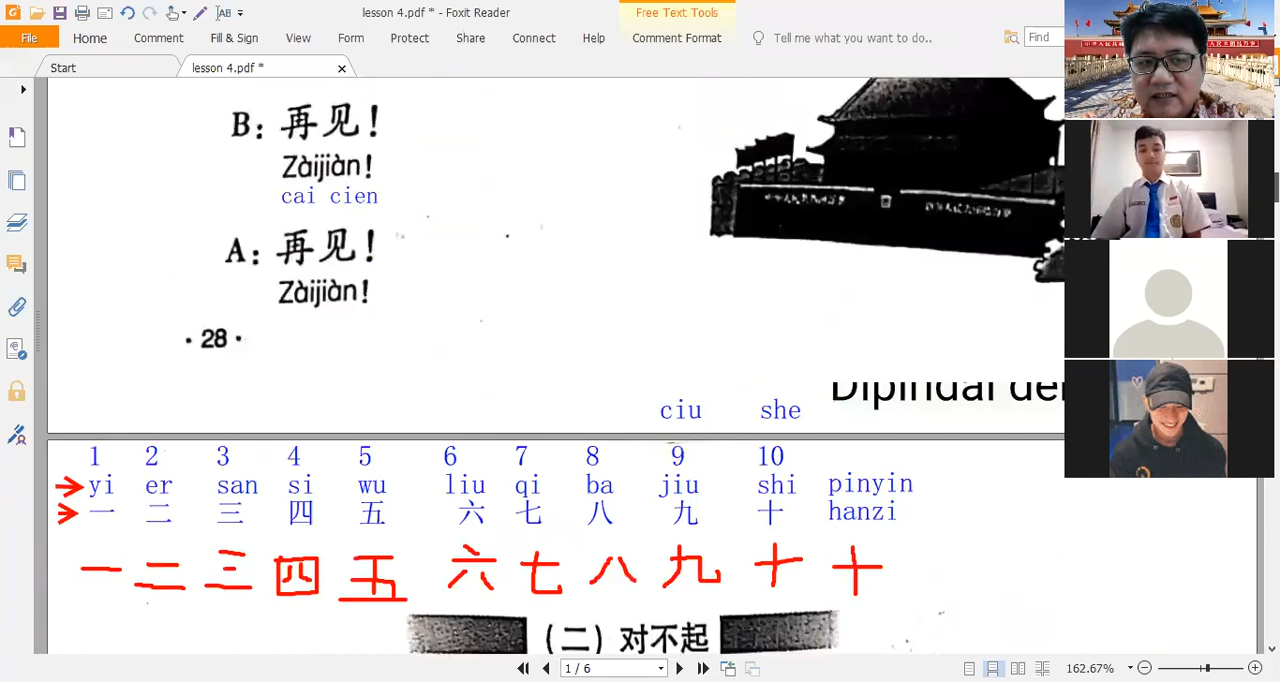 lesson 4.pdf * - Foxit Reader
Free Text Tools
File Home Comment Fill & Sign View Form Protect Share Connect Help Comment Format Tell me what you want to do.. Find
Start lesson 4.pdf *
B: 再见!
Zàijiàn!
cai cien
A: 再见!
Zàijiàn!
· 28 ·
Dipindai
ciu she
1 2 3 4 5 6 7 8 9 10
yi er san si wu liu qi ba jiu shi pinyin
一 二 三 四 五 六 七 八 九 十 hanzi
一 二 三 四 五 六 七 八 九 十 十
(二) 对不起
1 / 6
162.67%